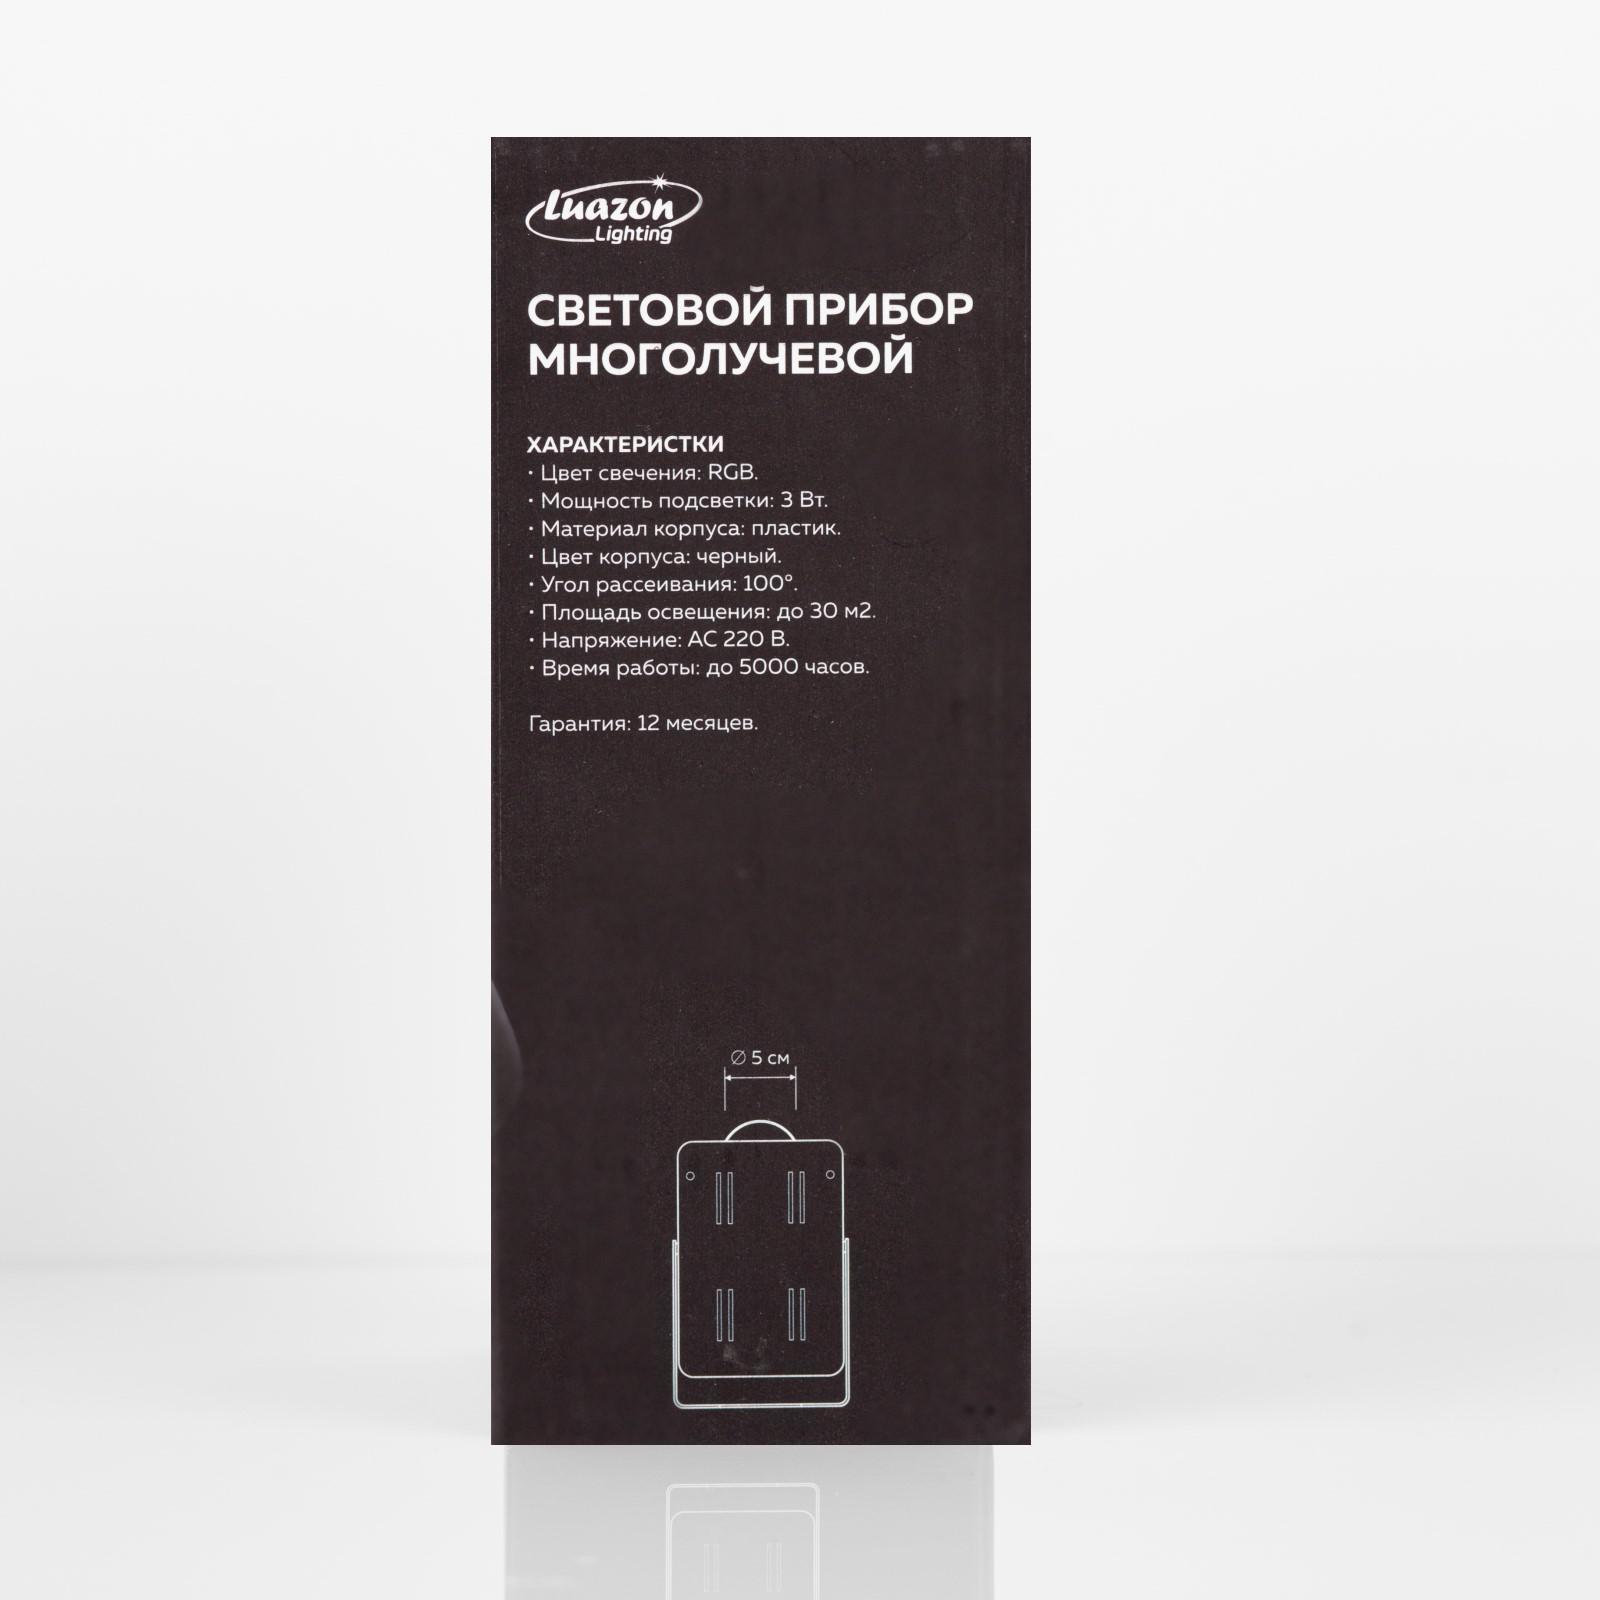 Luazon
Lighting
СВЕТОВОЙ ПРИБОР
МНОГОЛУЧЕВОЙ
ХАРАКТЕРИСТКИ
• Цвет свечения: RGB.
• Мощность подсветки: 3 Вт.
• Материал корпуса: пластик.
• Цвет корпуса: черный.
• Угол рассеивания: 100°.
• Площадь освещения: до 30 м2.
• Напряжение: AC 220 В.
• Время работы: до 5000 часов.
Гарантия: 12 месяцев.
∅ 5 см